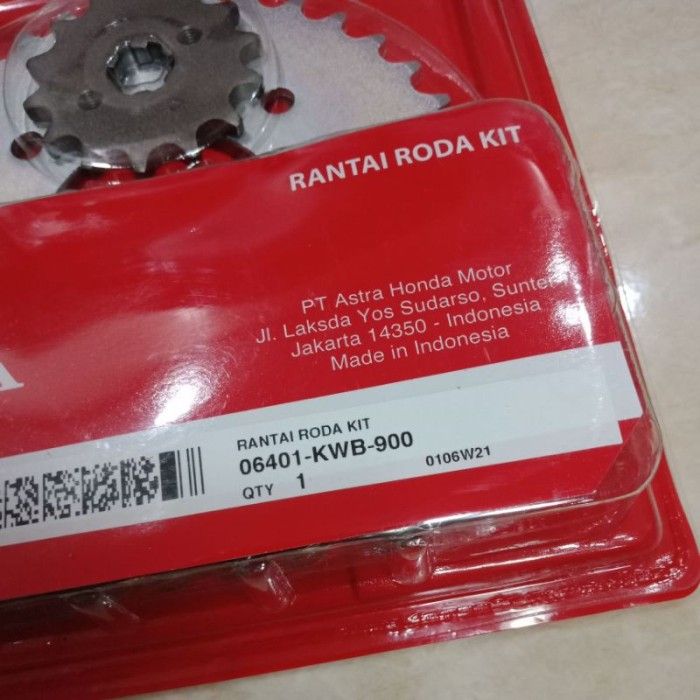 RANTAI RODA KIT
PT Astra Honda Motor
Jl. Laksda Yos Sudarso, Sunter
Jakarta 14350 - Indonesia
Made in Indonesia
RANTAI RODA KIT
06401-KWB-900
0106W21
QTY 1